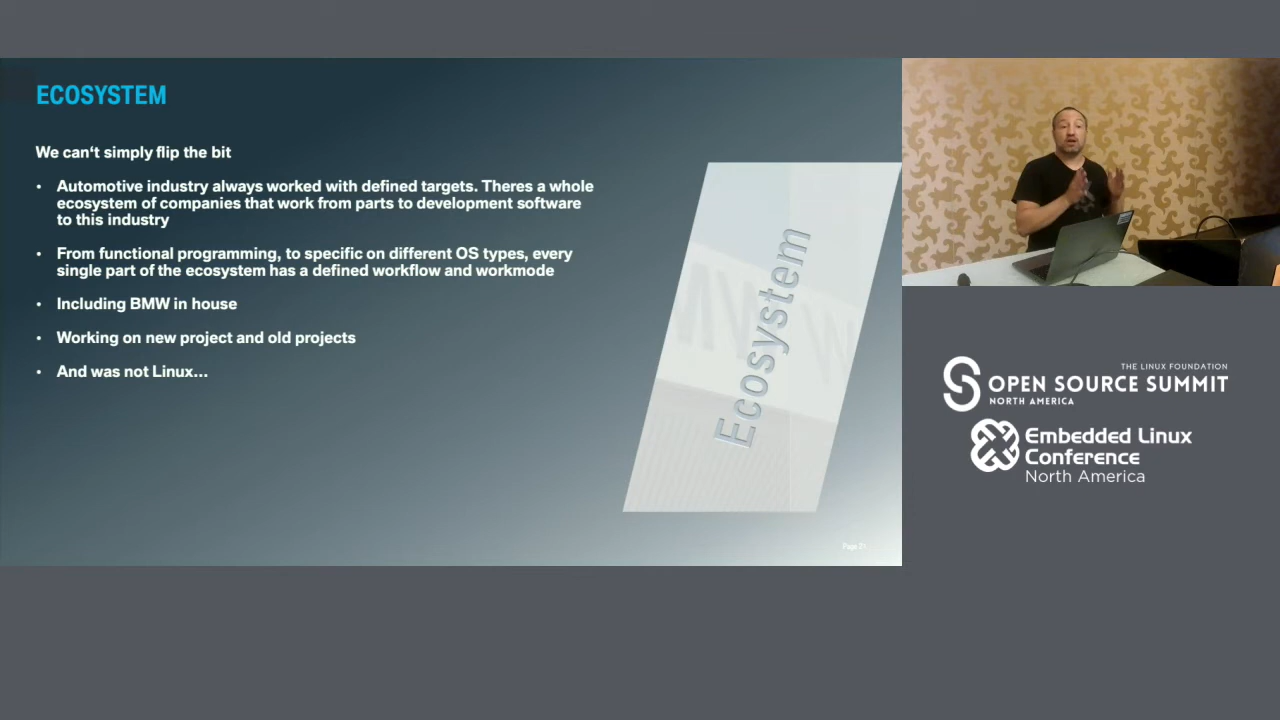 ECOSYSTEM
We can't simply flip the bit
• Automotive industry always worked with defined targets. Theres a whole
ecosystem of companies that work from parts to development software
to this industry
• From functional programming, to specific on different OS types, every
single part of the ecosystem has a defined workflow and workmode
• Including BMW in house
• Working on new project and old projects
• And was not Linux...
Ecosystem
THE LINUX FOUNDATION
OPEN SOURCE SUMMIT
NORTH AMERICA
Embedded Linux
Conference
North America